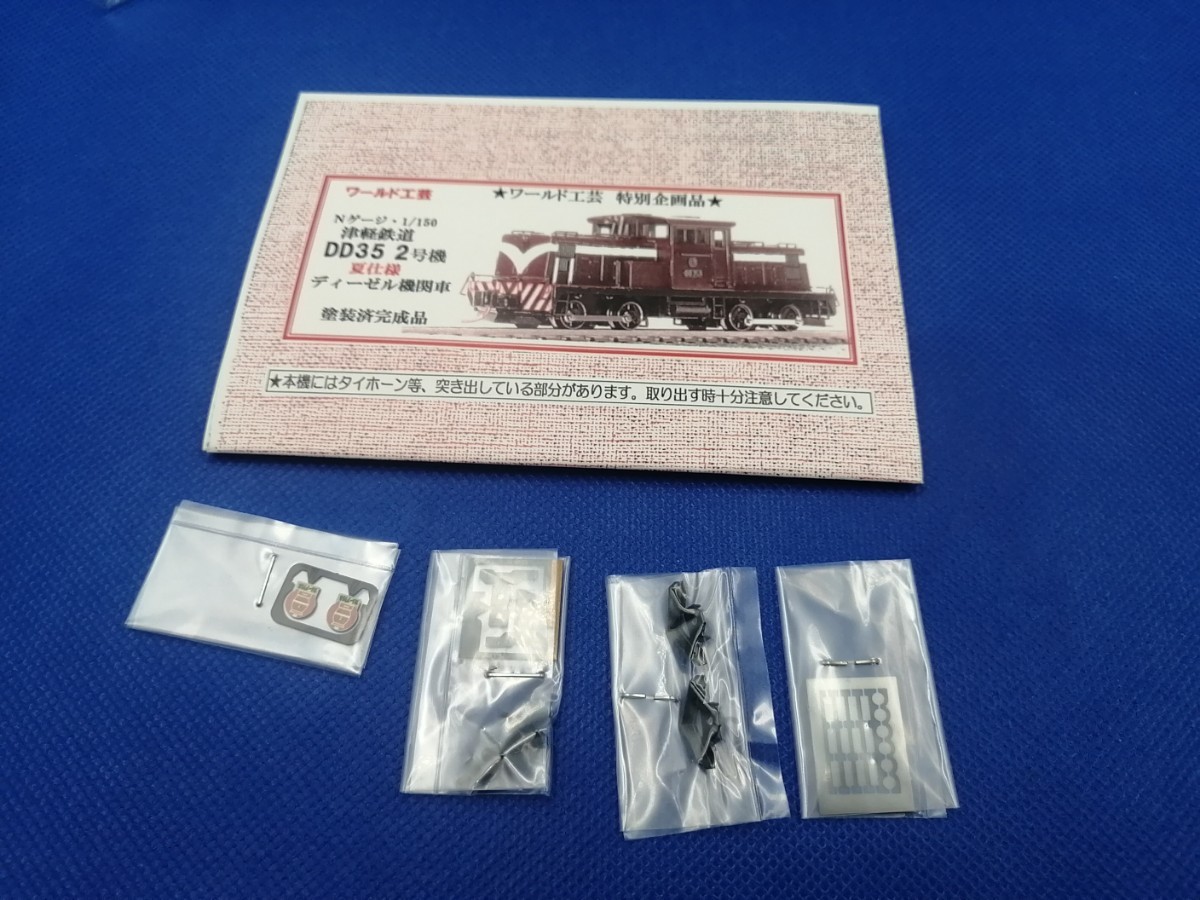 ワールド工芸
★ワールド工芸 特別企画品★
Nゲージ、1/150
津軽鉄道
DD35 2号機
夏仕様
ディーゼル機関車
塗装済完成品
★本機にはタイホーン等、突き出している部分があります。取り出す時十分注意してください。